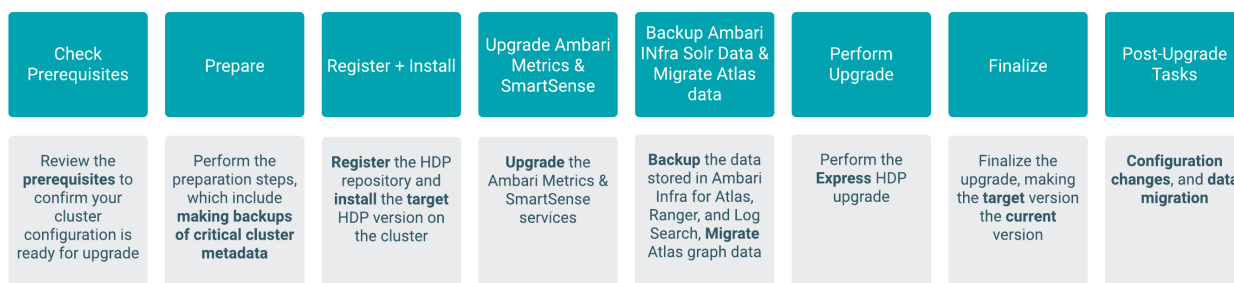 Check
Prerequisites
Prepare
Register + Install
Upgrade Ambari
Metrics &
SmartSense
Backup Ambari
INfra Solr Data &
Migrate Atlas
data
Perform
Upgrade
Finalize
Post-Upgrade
Tasks
Review the
prerequisites to
confirm your
cluster
configuration is
ready for upgrade
Perform the
preparation steps,
which include
making backups
of critical cluster
metadata
Register the HDP
repository and
install the target
HDP version on
the cluster
Upgrade the
Ambari Metrics &
SmartSense
services
Backup the data
stored in Ambari
Infra for Atlas,
Ranger, and Log
Search, Migrate
Atlas graph data
Perform the
Express HDP
upgrade
Finalize the
upgrade, making
the target version
the current
version
Configuration
changes, and data
migration